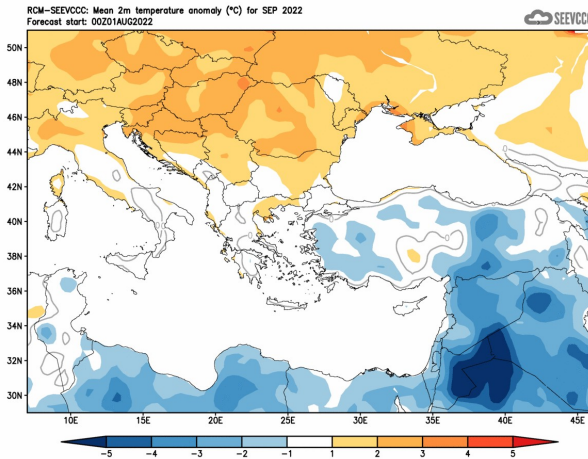 RCM-SEEVCCC: Mean 2m temperature anomaly (°C) for SEP 2022
Forecast start: 00Z01AUG2022
SEEVCCC
50N
48N
46N
44N
42N
40N
38N
36N
34N
32N
30N
10E 15E 20E 25E 30E 35E 40E 45E
-5 -4 -3 -2 -1 1 2 3 4 5